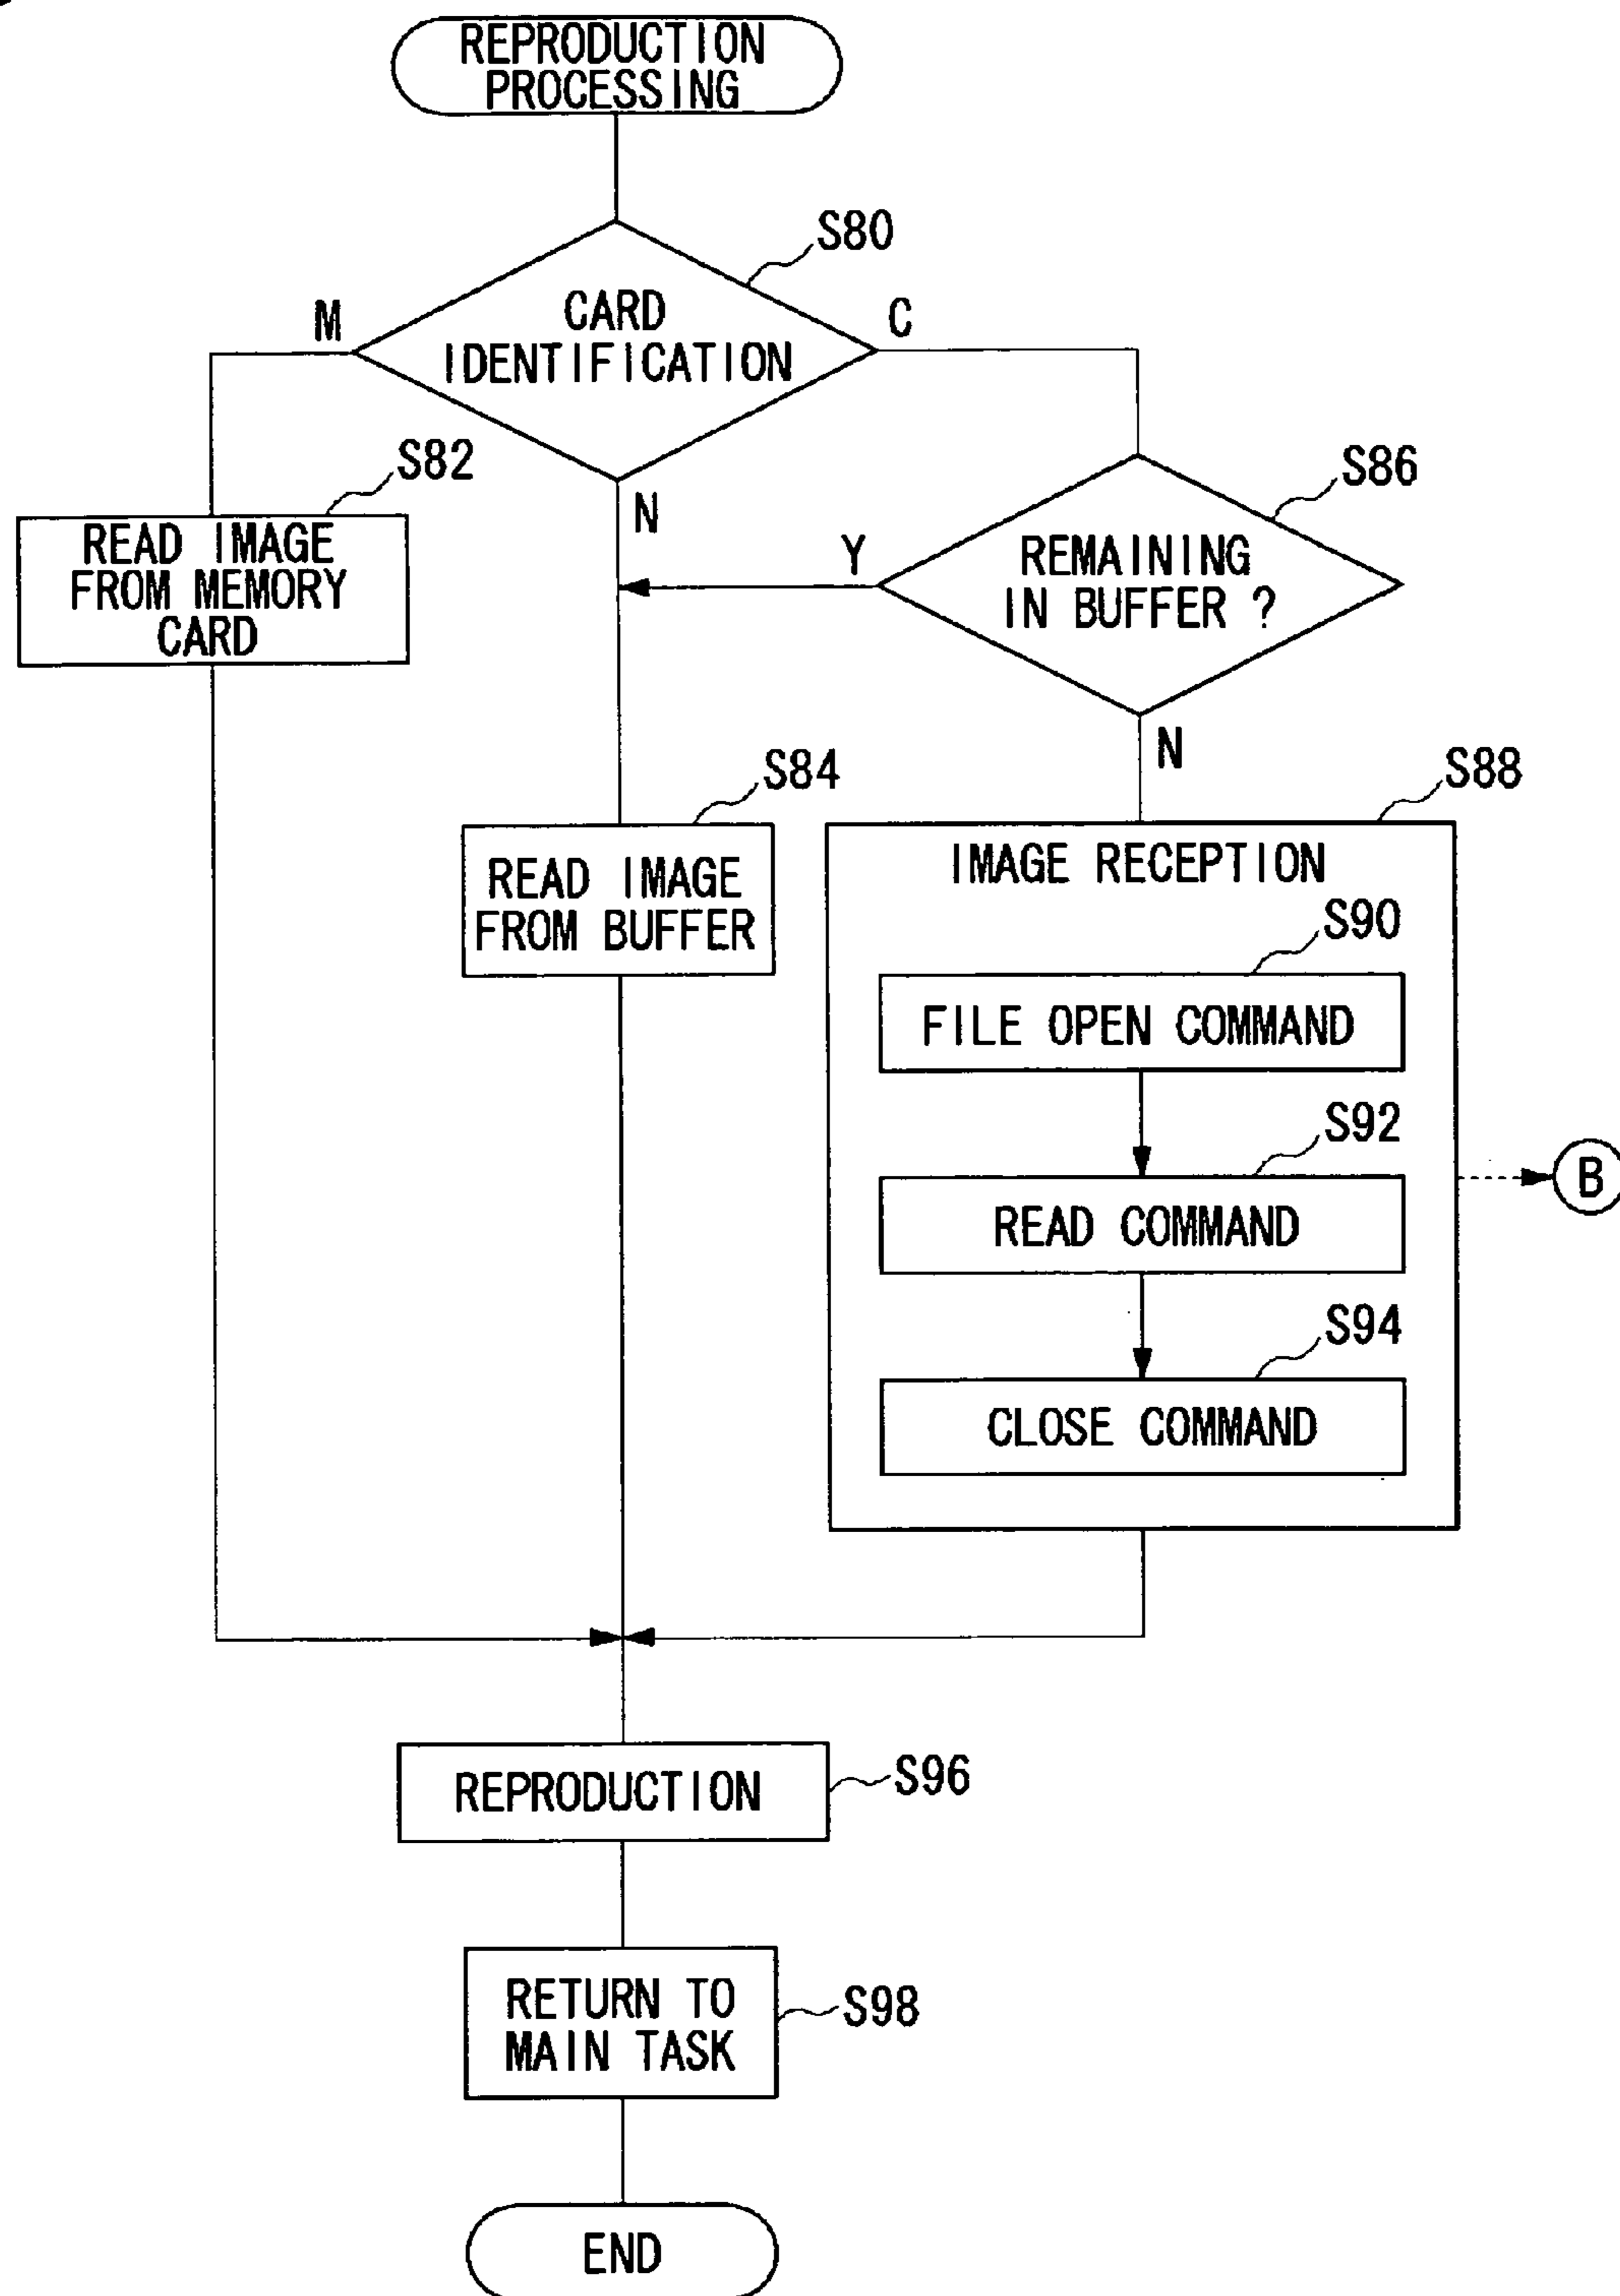 REPRODUCTION
PROCESSING
S80
CARD
IDENTIFICATION
M
C
N
S82
READ IMAGE
FROM MEMORY
CARD
S86
REMAINING
IN BUFFER ?
Y
N
S84
READ IMAGE
FROM BUFFER
S88
IMAGE RECEPTION
S90
FILE OPEN COMMAND
S92
READ COMMAND
B
S94
CLOSE COMMAND
REPRODUCTION
S96
RETURN TO
MAIN TASK
S98
END